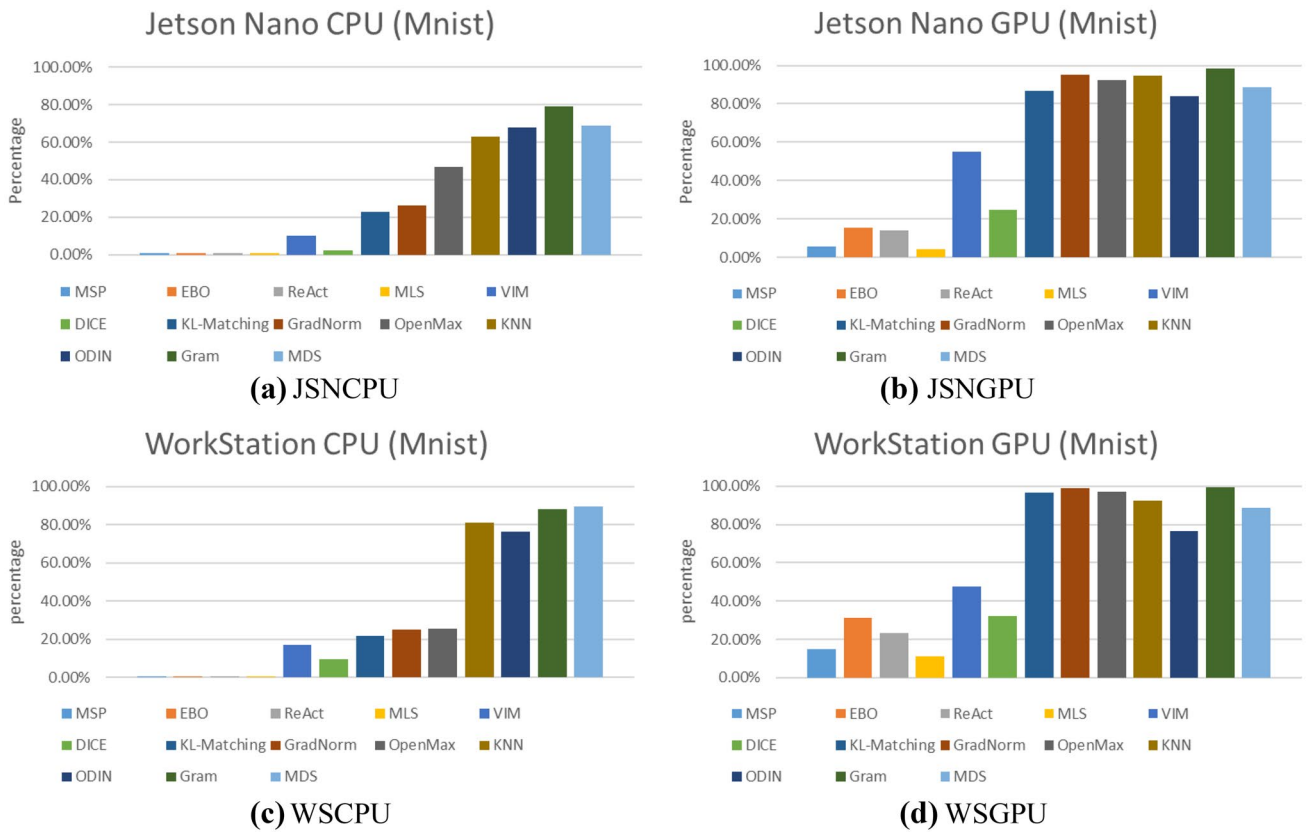 Jetson Nano CPU (Mnist)
Percentage
100.00%
80.00%
60.00%
40.00%
20.00%
0.00%
MSP EBO ReAct MLS VIM
DICE KL-Matching GradNorm OpenMax KNN
ODIN Gram MDS
(a) JSNCPU
Jetson Nano GPU (Mnist)
Percentage
100.00%
80.00%
60.00%
40.00%
20.00%
0.00%
MSP EBO ReAct MLS VIM
DICE KL-Matching GradNorm OpenMax KNN
ODIN Gram MDS
(b) JSNGPU
WorkStation CPU (Mnist)
percentage
100.00%
80.00%
60.00%
40.00%
20.00%
0.00%
MSP EBO ReAct MLS VIM
DICE KL-Matching GradNorm OpenMax KNN
ODIN Gram MDS
(c) WSCPU
WorkStation GPU (Mnist)
percentage
100.00%
80.00%
60.00%
40.00%
20.00%
0.00%
MSP EBO ReAct MLS VIM
DICE KL-Matching GradNorm OpenMax KNN
ODIN Gram MDS
(d) WSGPU